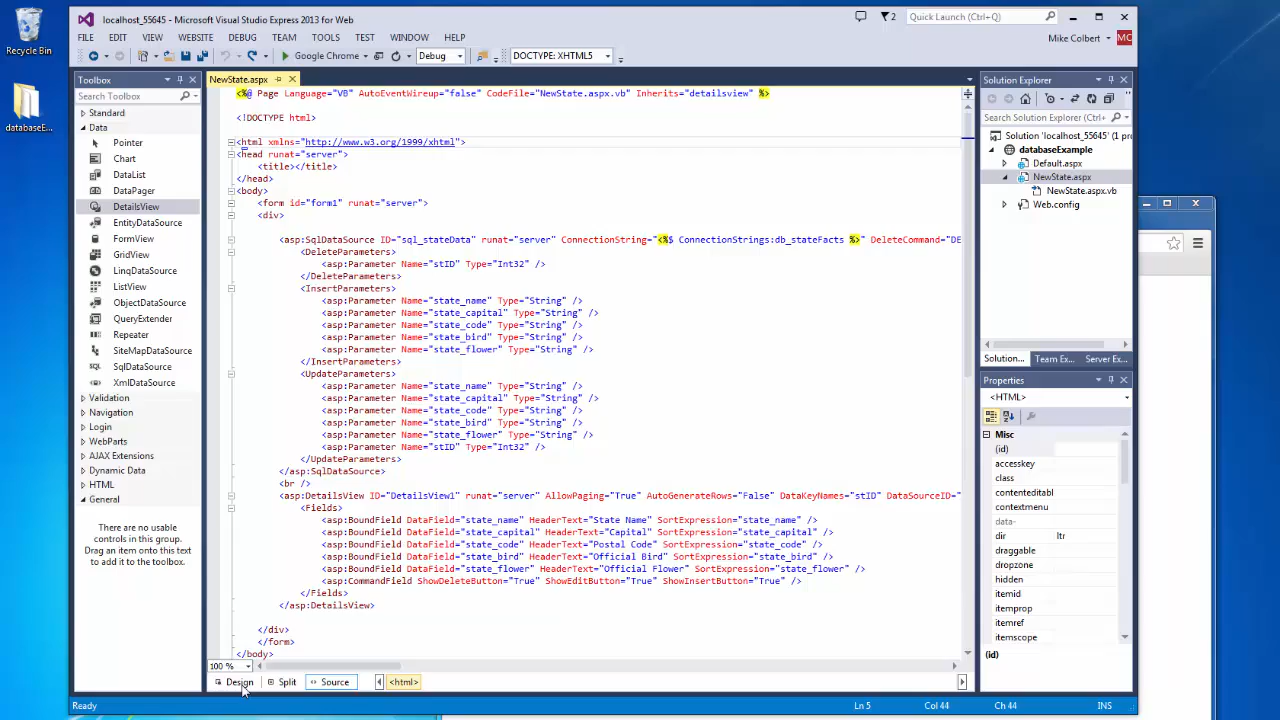 Recycle Bin
databaseE...
localhost_55645 - Microsoft Visual Studio Express 2013 for Web
2
Quick Launch (Ctrl+Q)
FILE EDIT VIEW WEBSITE DEBUG TEAM TOOLS TEST WINDOW HELP
Mike Colbert MC
Google Chrome Debug DOCTYPE: XHTML5
Toolbox
Search Toolbox
Standard
Data
Pointer
Chart
DataList
DataPager
DetailsView
EntityDataSource
FormView
GridView
LinqDataSource
ListView
ObjectDataSource
QueryExtender
Repeater
SiteMapDataSource
SqlDataSource
XmlDataSource
Validation
Navigation
Login
WebParts
AJAX Extensions
Dynamic Data
HTML
General
There are no usable
controls in this group.
Drag an item onto this text
to add it to the toolbox.
NewState.aspx
<%@ Page Language="VB" AutoEventWireup="false" CodeFile="NewState.aspx.vb" Inherits="detailsview" %>
<!DOCTYPE html>
<html xmlns="http://www.w3.org/1999/xhtml">
<head runat="server">
<title></title>
</head>
<body>
<form id="form1" runat="server">
<div>
<asp:SqlDataSource ID="sql_stateData" runat="server" ConnectionString="<%$ ConnectionStrings:db_stateFacts %>" DeleteCommand="DE
<DeleteParameters>
<asp:Parameter Name="stID" Type="Int32" />
</DeleteParameters>
<InsertParameters>
<asp:Parameter Name="state_name" Type="String" />
<asp:Parameter Name="state_capital" Type="String" />
<asp:Parameter Name="state_code" Type="String" />
<asp:Parameter Name="state_bird" Type="String" />
<asp:Parameter Name="state_flower" Type="String" />
</InsertParameters>
<UpdateParameters>
<asp:Parameter Name="state_name" Type="String" />
<asp:Parameter Name="state_capital" Type="String" />
<asp:Parameter Name="state_code" Type="String" />
<asp:Parameter Name="state_bird" Type="String" />
<asp:Parameter Name="state_flower" Type="String" />
<asp:Parameter Name="stID" Type="Int32" />
</UpdateParameters>
</asp:SqlDataSource>
<br />
<asp:DetailsView ID="DetailsView1" runat="server" AllowPaging="True" AutoGenerateRows="False" DataKeyNames="stID" DataSourceID="
<Fields>
<asp:BoundField DataField="state_name" HeaderText="State Name" SortExpression="state_name" />
<asp:BoundField DataField="state_capital" HeaderText="Capital" SortExpression="state_capital" />
<asp:BoundField DataField="state_code" HeaderText="Postal Code" SortExpression="state_code" />
<asp:BoundField DataField="state_bird" HeaderText="Official Bird" SortExpression="state_bird" />
<asp:BoundField DataField="state_flower" HeaderText="Official Flower" SortExpression="state_flower" />
<asp:CommandField ShowDeleteButton="True" ShowEditButton="True" ShowInsertButton="True" />
</Fields>
</asp:DetailsView>
</div>
</form>
</body>
100 %
Design Split Source <html>
Solution Explorer
Search Solution Explorer (Ctrl+
Solution 'localhost_55645' (1 pro
databaseExample
Default.aspx
NewState.aspx
NewState.aspx.vb
Web.config
Solution... Team Ex... Server Ex...
Properties
<HTML>
Misc
(id)
accesskey
class
contenteditabl
contextmenu
data-
dir ltr
draggable
dropzone
hidden
itemid
itemprop
itemref
itemscope
(id)
Ready Ln 5 Col 44 Ch 44 INS